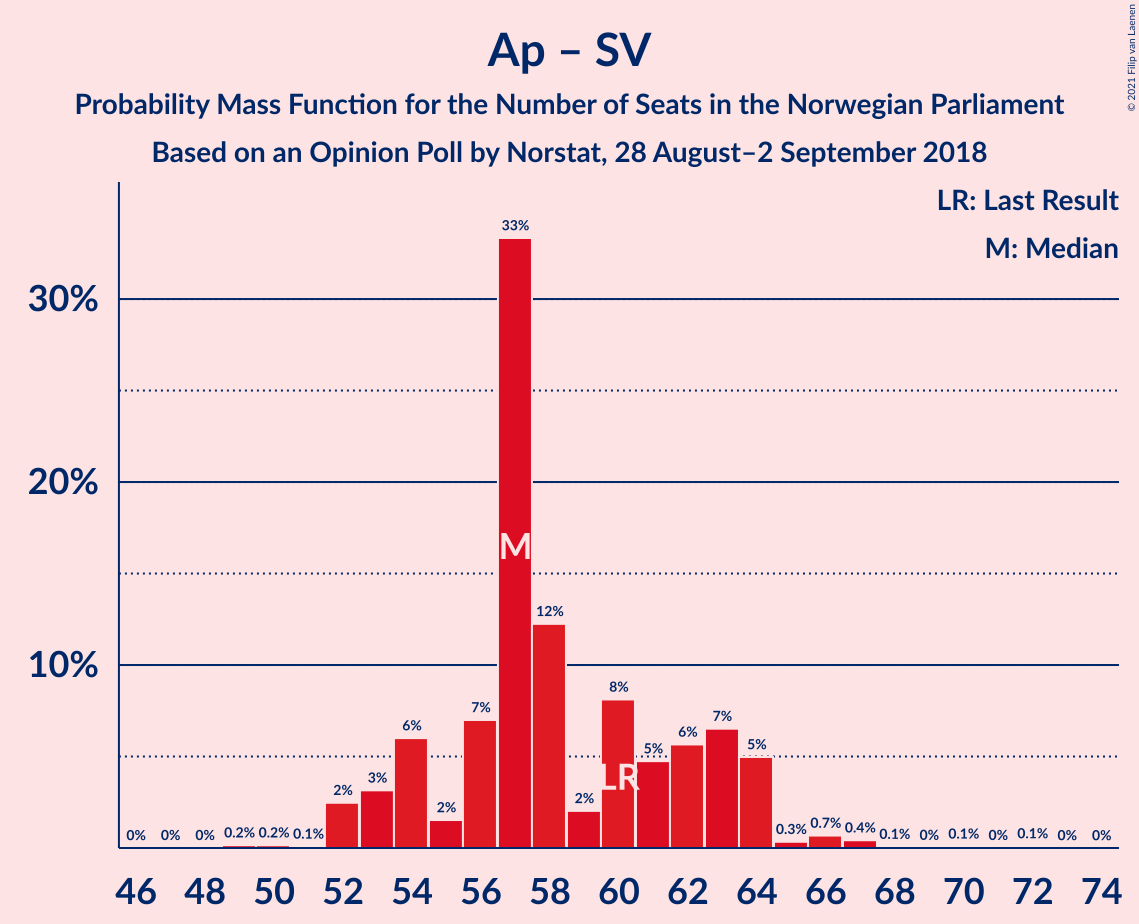 Ap – SV
Probability Mass Function for the Number of Seats in the Norwegian Parliament
Based on an Opinion Poll by Norstat, 28 August–2 September 2018
© 2021 Filip van Laenen
LR: Last Result
M: Median
30%
20%
10%
0% 0% 0% 0.2% 0.2% 0.1% 2% 3% 6% 2% 7% 33% 12% 2% 8% 5% 6% 7% 5% 0.3% 0.7% 0.4% 0.1% 0% 0.1% 0% 0.1% 0% 0%
M
LR
46 48 50 52 54 56 58 60 62 64 66 68 70 72 74